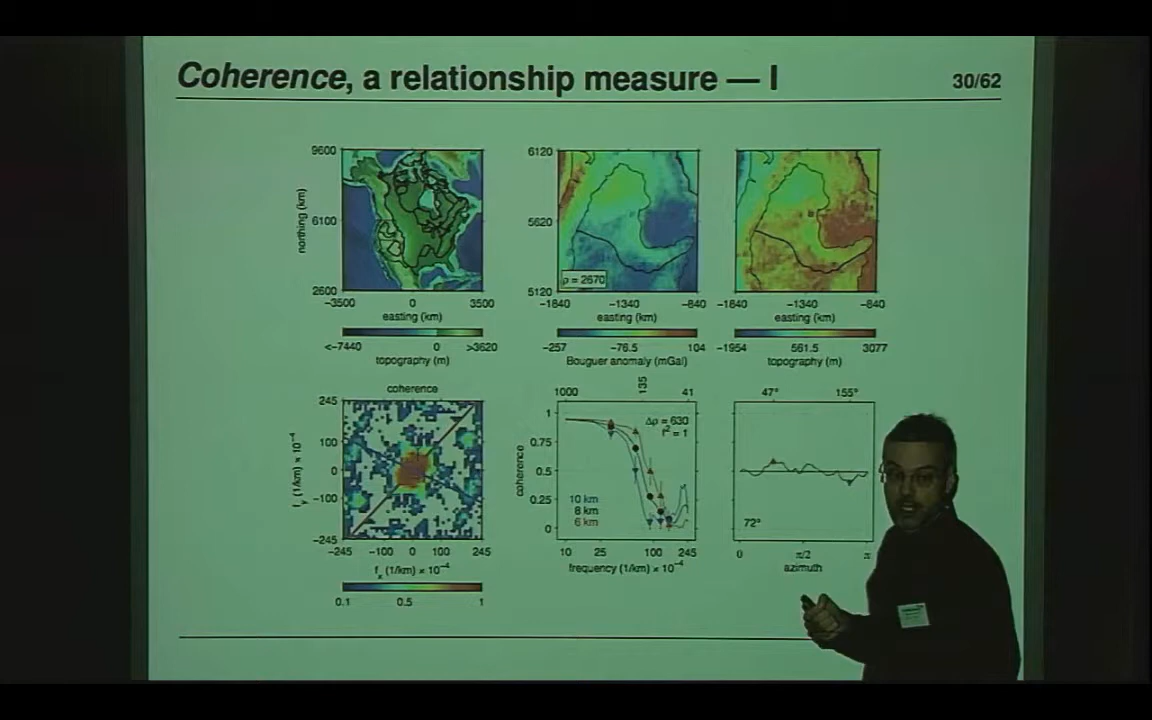 Coherence, a relationship measure — I
30/62
9600
6100
2600
northing (km)
−3500 0 3500
easting (km)
<−7440 0 >3620
topography (m)
6120
5620
5120
ρ = 2670
−1840 −1340 −840
easting (km)
−257 −76.5 104
Bouguer anomaly (mGal)
−1840 −1340 −840
easting (km)
−1954 561.5 3077
topography (m)
coherence
245
100
0
−100
−245
f_y (1/km) × 10⁻⁴
−245 −100 0 100 245
f_x (1/km) × 10⁻⁴
0.1 0.5 1
1000 135 41
1
0.75
0.5
0.25
0
coherence
Δρ = 630
f² = 1
10 km
8 km
6 km
10 25 100 245
frequency (1/km) × 10⁻⁴
47° 155°
72°
0 π/2 π
azimuth